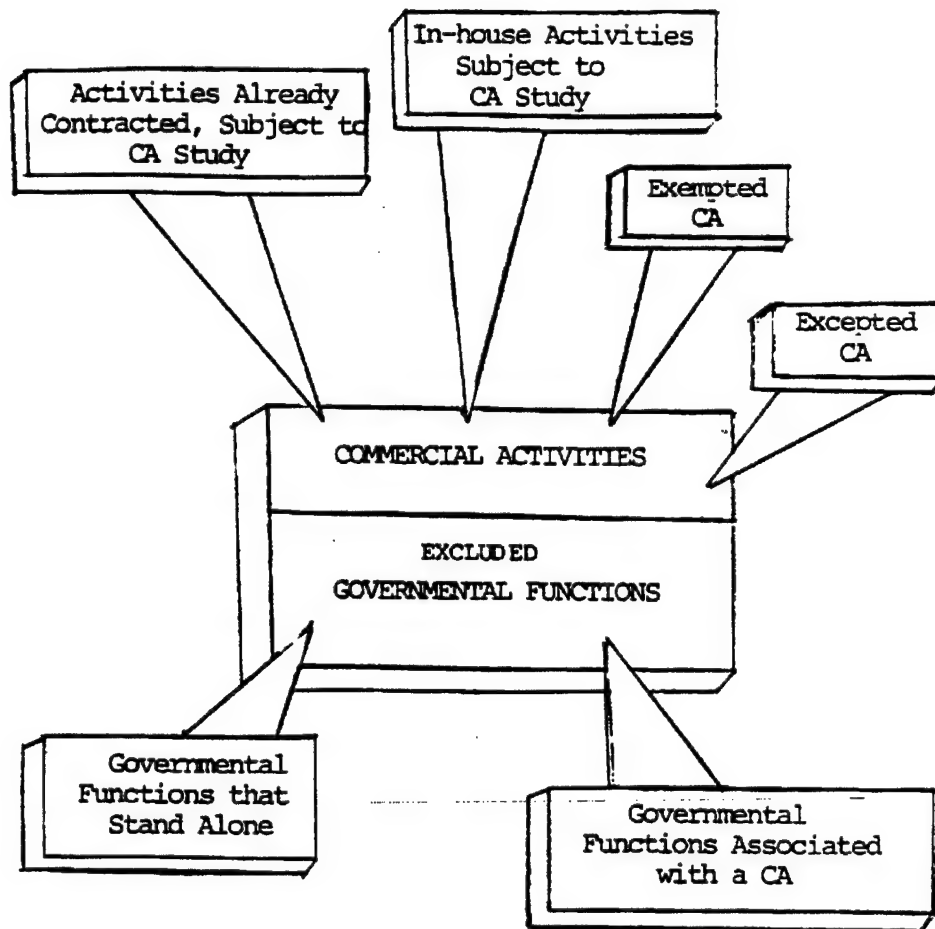 In-house Activities
Subject to
CA Study
Activities Already
Contracted, Subject to
CA Study
Exempted
CA
Excepted
CA
COMMERCIAL ACTIVITIES
EXCLUDED
GOVERNMENTAL FUNCTIONS
Governmental
Functions that
Stand Alone
Governmental
Functions Associated
with a CA